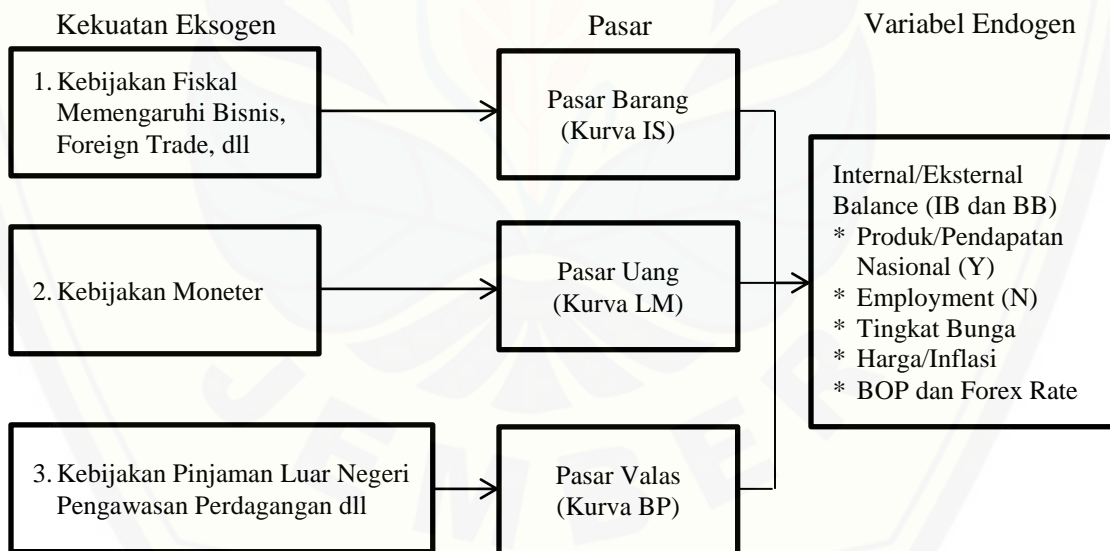 Kekuatan Eksogen
Pasar
Variabel Endogen
1. Kebijakan Fiskal
Memengaruhi Bisnis,
Foreign Trade, dll
Pasar Barang
(Kurva IS)
2. Kebijakan Moneter
Pasar Uang
(Kurva LM)
3. Kebijakan Pinjaman Luar Negeri
Pengawasan Perdagangan dll
Pasar Valas
(Kurva BP)
Internal/Eksternal
Balance (IB dan BB)
* Produk/Pendapatan
Nasional (Y)
* Employment (N)
* Tingkat Bunga
* Harga/Inflasi
* BOP dan Forex Rate
JEMBER